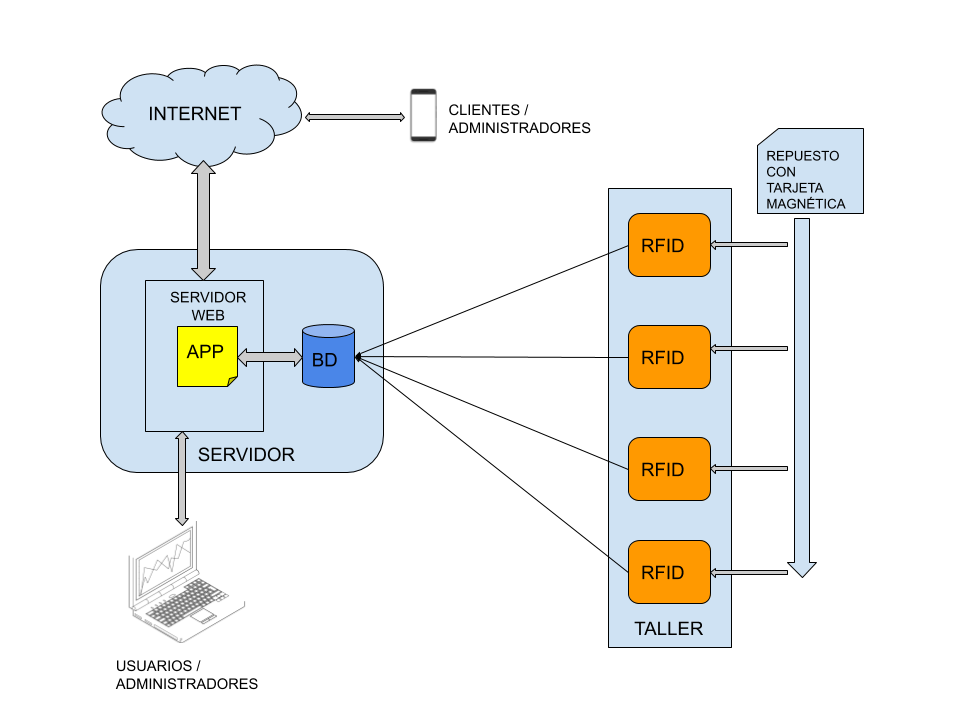 INTERNET
CLIENTES /
ADMINISTRADORES
REPUESTO
CON
TARJETA
MAGNÉTICA
RFID
SERVIDOR
WEB
APP
BD
RFID
SERVIDOR
RFID
RFID
TALLER
USUARIOS /
ADMINISTRADORES